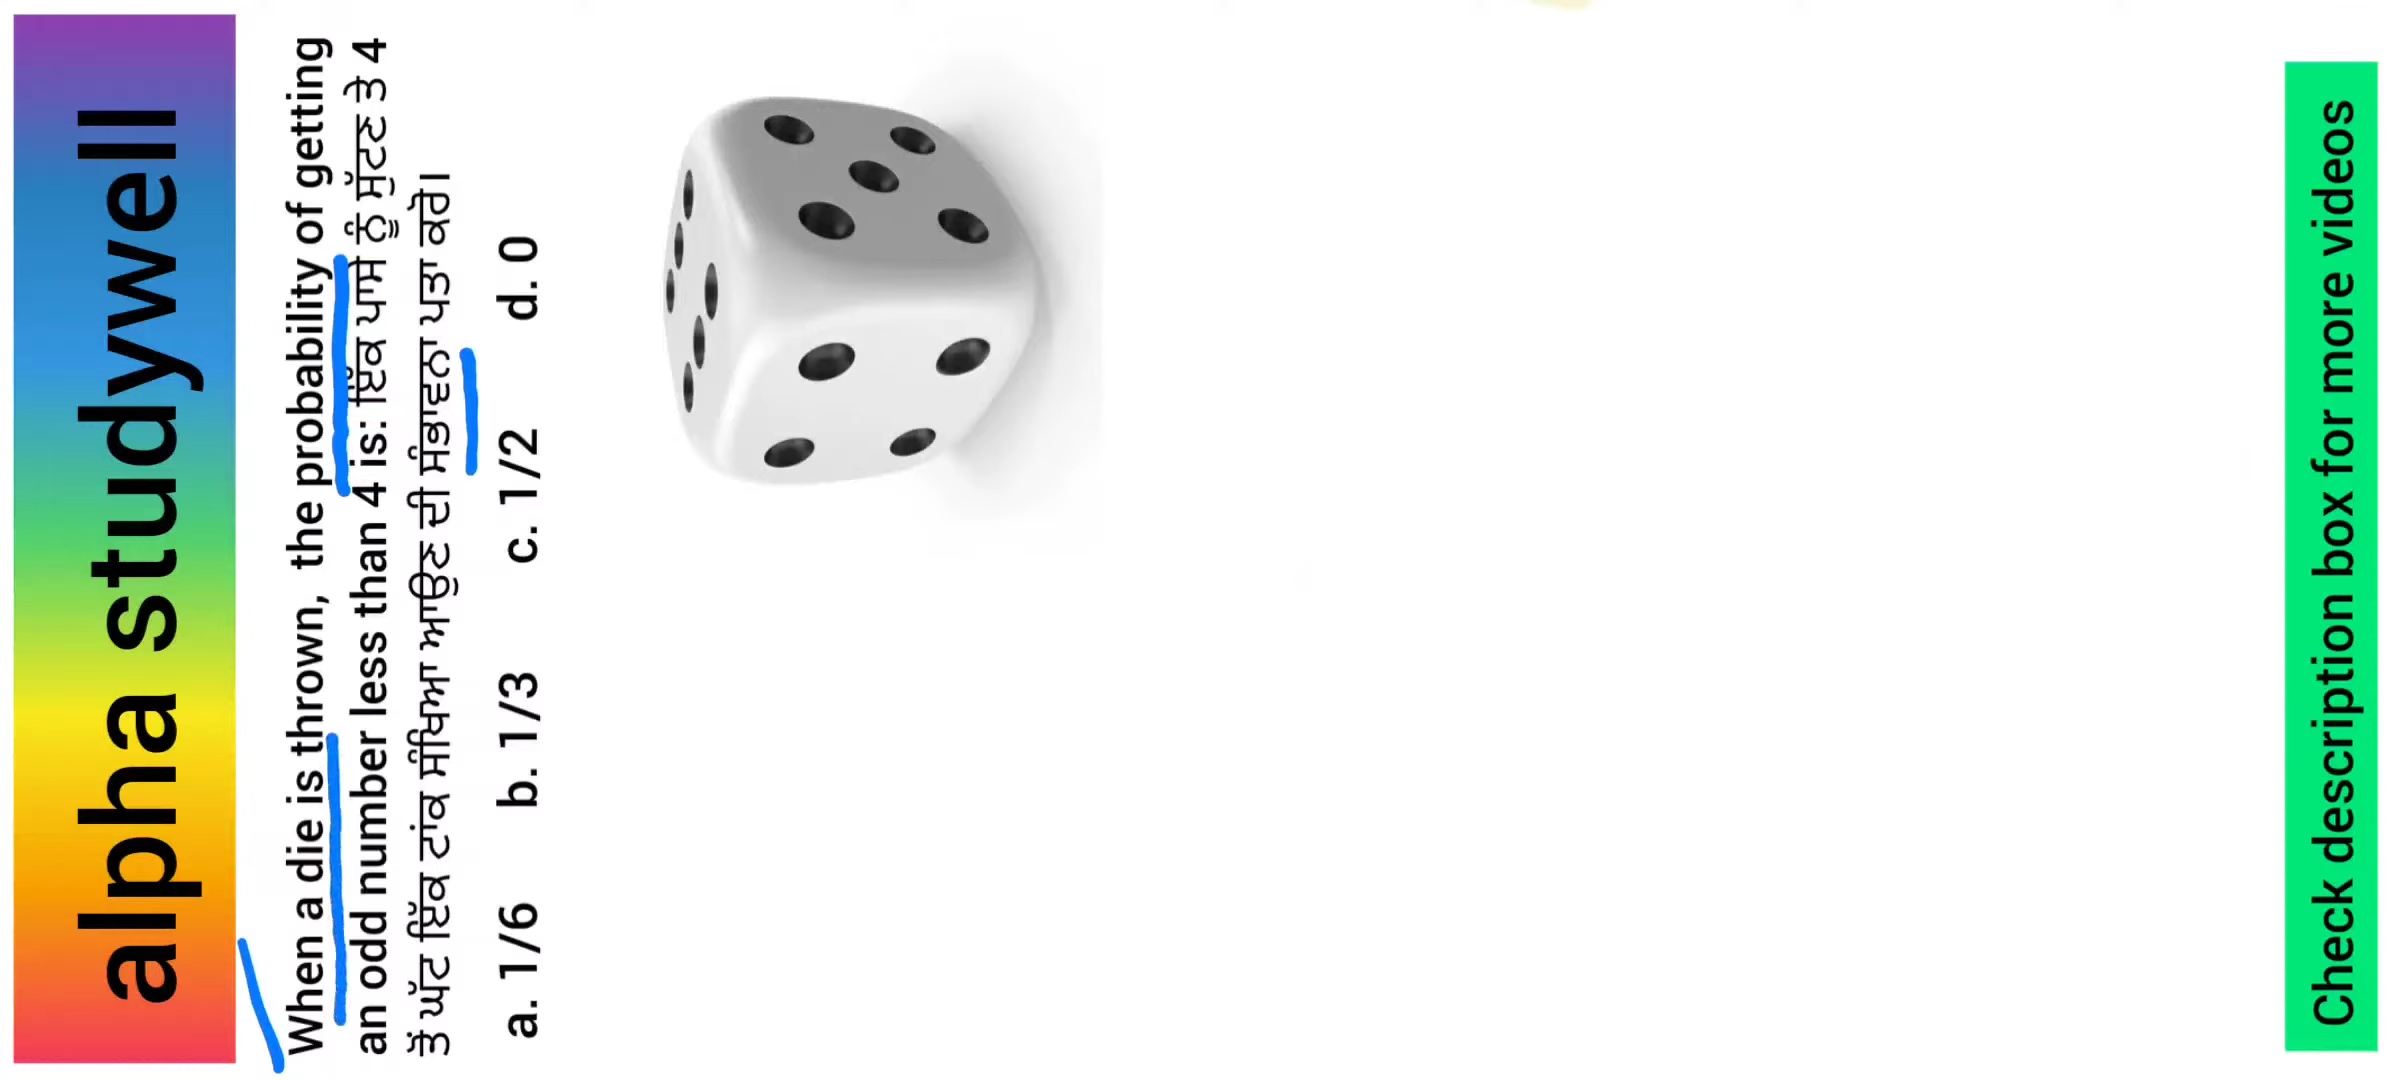 alpha studywell
When a die is thrown, the probability of getting
an odd number less than 4 is: ਇੱਕ ਪਾਸੇ ਨੂੰ ਸੁੱਟਣ ਤੇ 4
ਤੋਂ ਘੱਟ ਇੱਕ ਟਾਂਕ ਸੰਖਿਆ ਆਉਣ ਦੀ ਸੰਭਾਵਨਾ ਪਤਾ ਕਰੋ।
a. 1/6 b. 1/3 c. 1/2 d. 0
Check description box for more videos